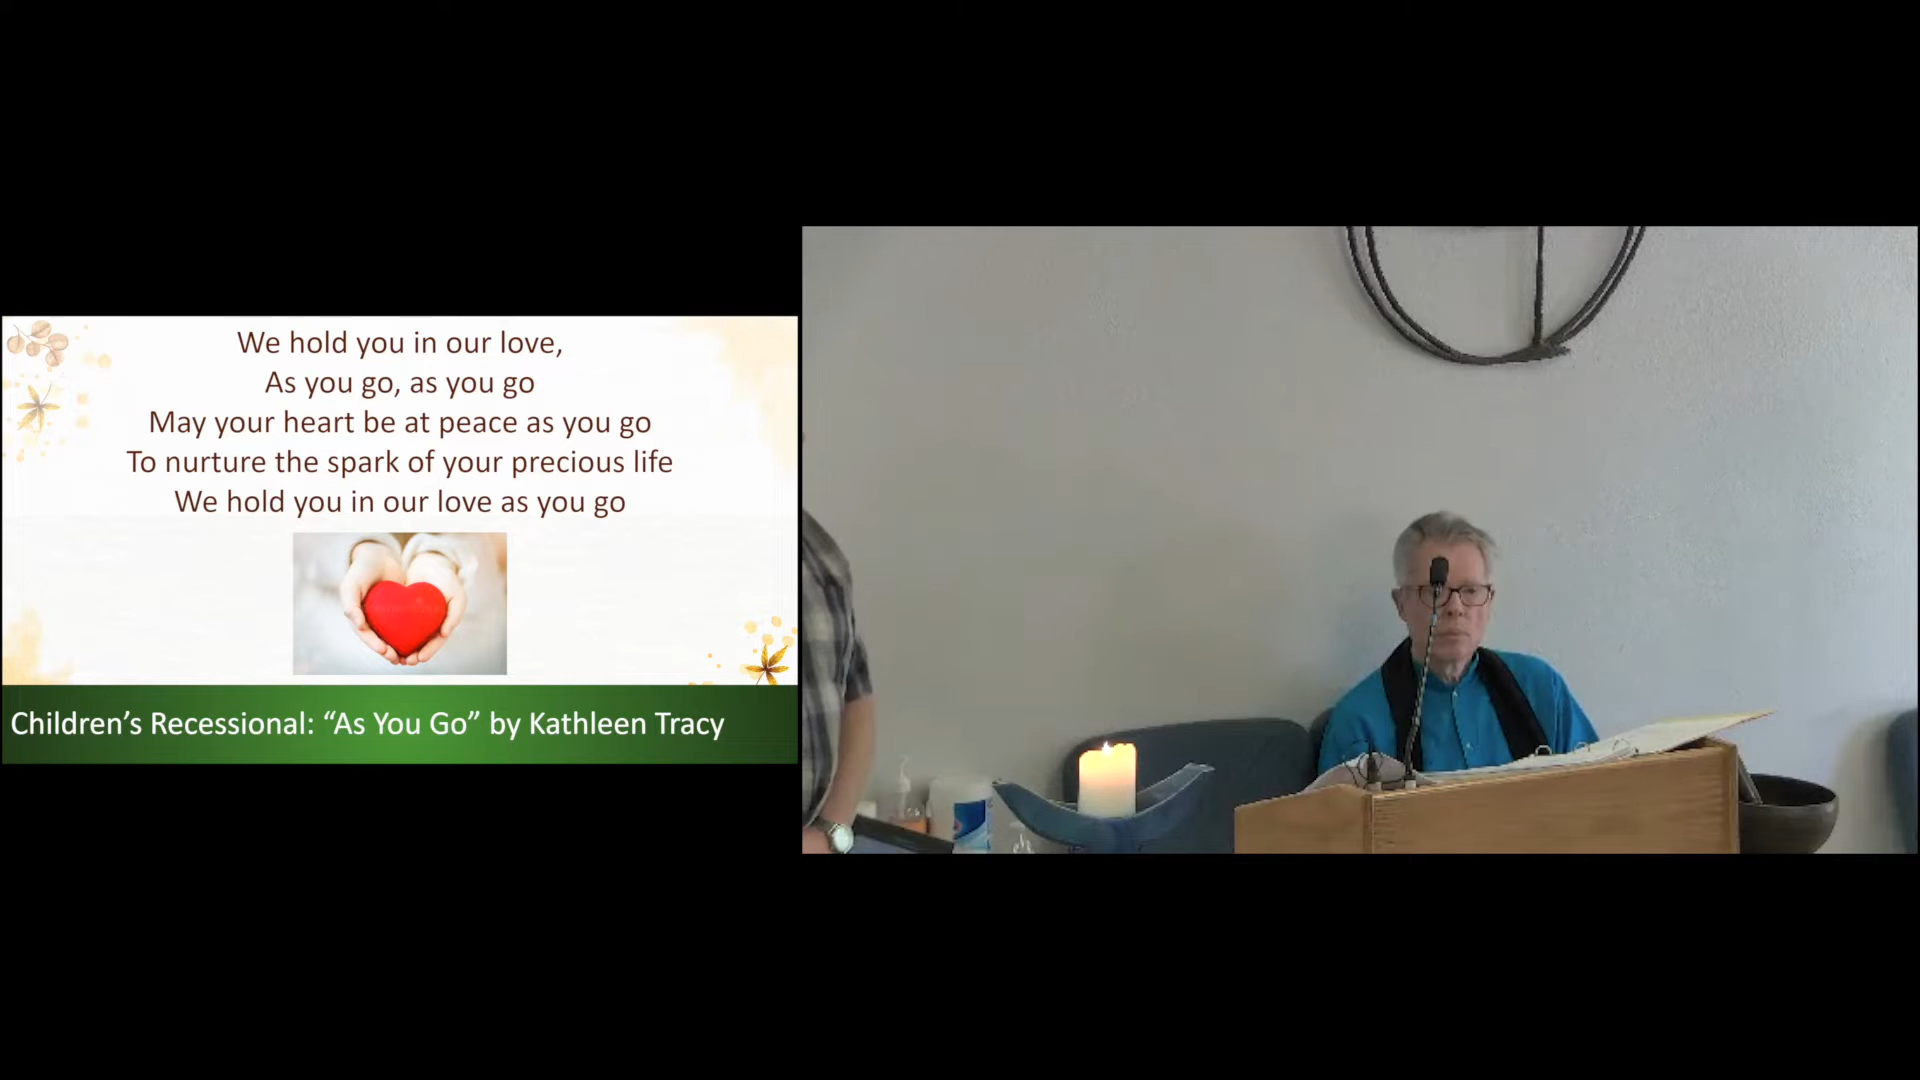 We hold you in our love,
As you go, as you go
May your heart be at peace as you go
To nurture the spark of your precious life
We hold you in our love as you go
Children’s Recessional: “As You Go” by Kathleen Tracy